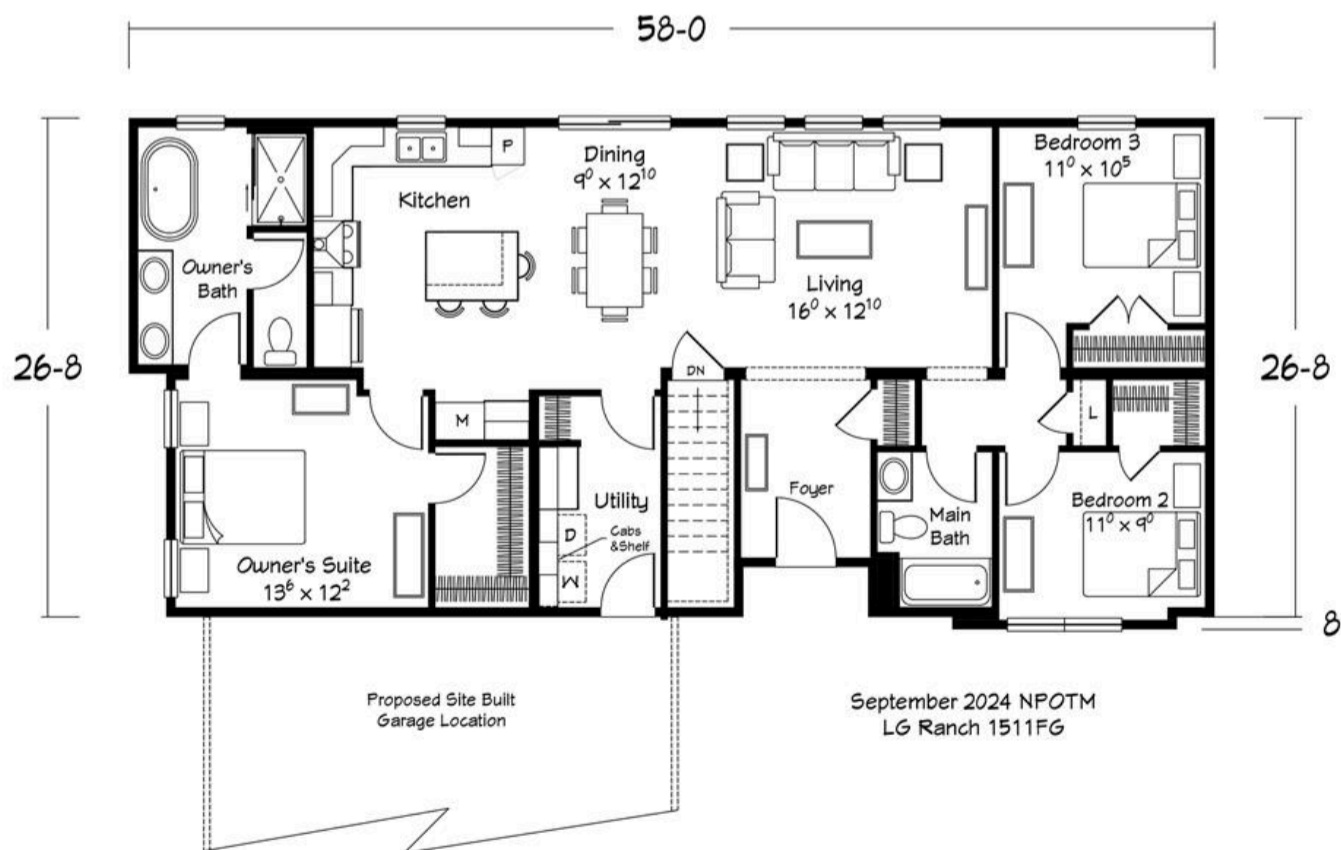 58-0
26-8
26-8
8
Owner's
Bath
Kitchen
P
Dining
9⁰ x 12¹⁰
Living
16⁰ x 12¹⁰
Bedroom 3
11⁰ x 10⁵
M
DN
L
Owner's Suite
13⁶ x 12²
Utility
D
Cabs
&Shelf
W
Foyer
Main
Bath
Bedroom 2
11⁰ x 9⁰
Proposed Site Built
Garage Location
September 2024 NPOTM
LG Ranch 1511FG